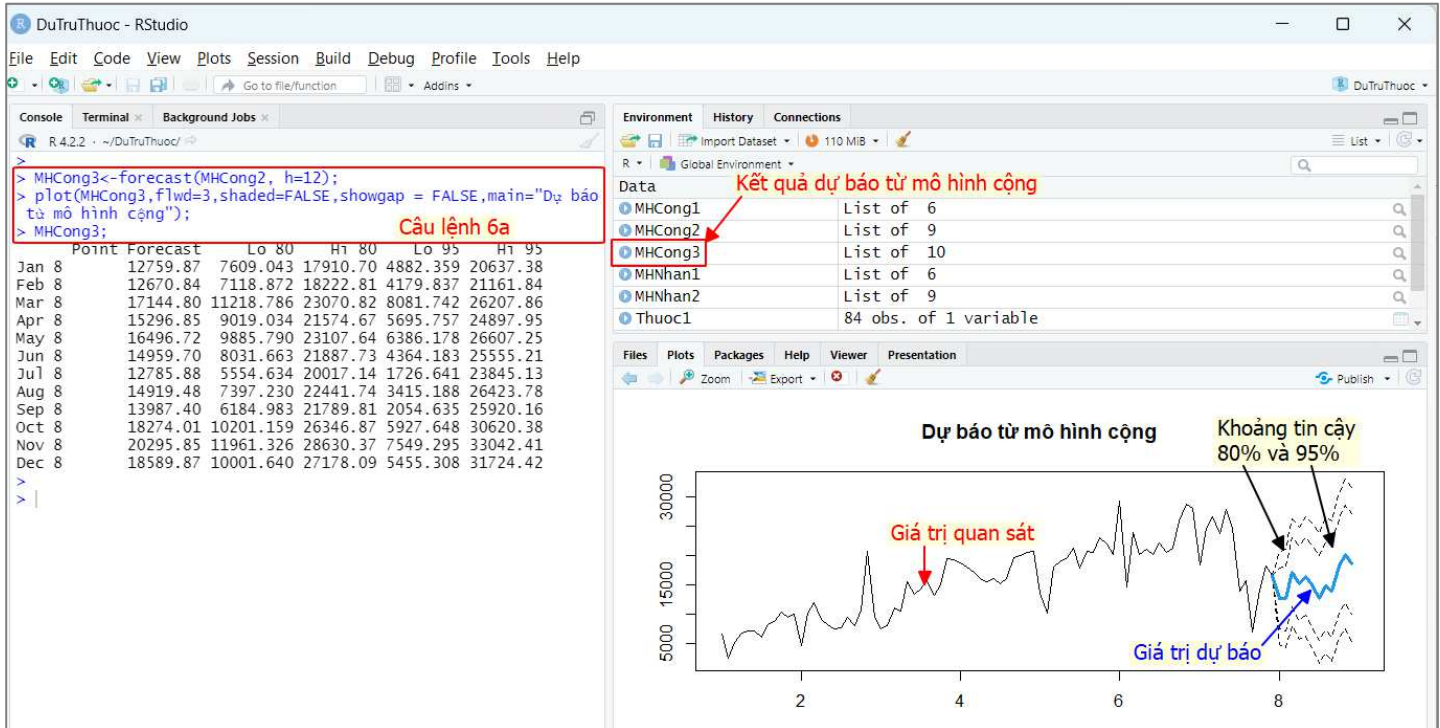 DuTruThuoc - RStudio
File Edit Code View Plots Session Build Debug Profile Tools Help
Go to file/function Addins DuTruThuoc
Console Terminal Background Jobs
R 4.2.2 · ~/DuTruThuoc/
>
> MHCong3<-forecast(MHCong2, h=12);
> plot(MHCong3,flwd=3,shaded=FALSE,showgap = FALSE,main="Dự báo
từ mô hình cộng");
> MHCong3;
Câu lệnh 6a
Point Forecast Lo 80 Hi 80 Lo 95 Hi 95
Jan 8 12759.87 7609.043 17910.70 4882.359 20637.38
Feb 8 12670.84 7118.872 18222.81 4179.837 21161.84
Mar 8 17144.80 11218.786 23070.82 8081.742 26207.86
Apr 8 15296.85 9019.034 21574.67 5695.757 24897.95
May 8 16496.72 9885.790 23107.64 6386.178 26607.25
Jun 8 14959.70 8031.663 21887.73 4364.183 25555.21
Jul 8 12785.88 5554.634 20017.14 1726.641 23845.13
Aug 8 14919.48 7397.230 22441.74 3415.188 26423.78
Sep 8 13987.40 6184.983 21789.81 2054.635 25920.16
Oct 8 18274.01 10201.159 26346.87 5927.648 30620.38
Nov 8 20295.85 11961.326 28630.37 7549.295 33042.41
Dec 8 18589.87 10001.640 27178.09 5455.308 31724.42
>
>
Environment History Connections
Import Dataset 110 MiB List
R Global Environment
Data
Kết quả dự báo từ mô hình cộng
MHCong1 List of 6
MHCong2 List of 9
MHCong3 List of 10
MHNhan1 List of 6
MHNhan2 List of 9
Thuoc1 84 obs. of 1 variable
Files Plots Packages Help Viewer Presentation
Zoom Export Publish
Dự báo từ mô hình cộng
Khoảng tin cậy
80% và 95%
Giá trị quan sát
Giá trị dự báo
30000
15000
5000
2 4 6 8